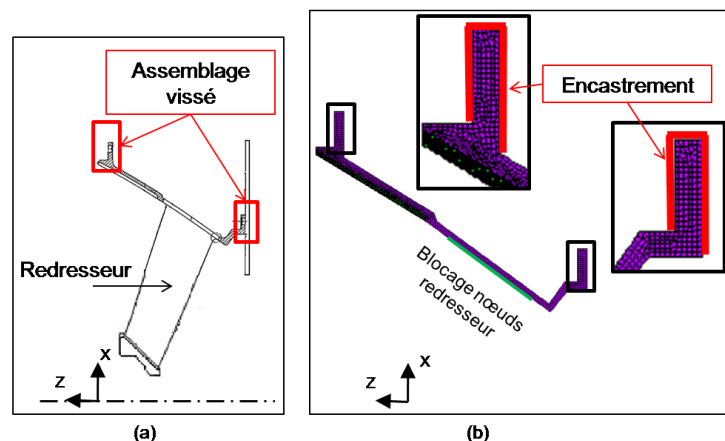 Assemblage
vissé
Redresseur
x
z
(a)
Encastrement
Blocage nœuds
redresseur
x
z
(b)